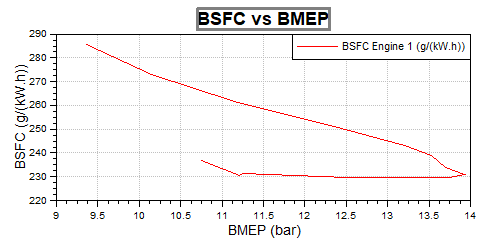 BSFC vs BMEP
BSFC Engine 1 (g/(kW.h))
BSFC (g/(kW.h))
290
280
270
260
250
240
230
220
9 9.5 10 10.5 11 11.5 12 12.5 13 13.5 14
BMEP (bar)